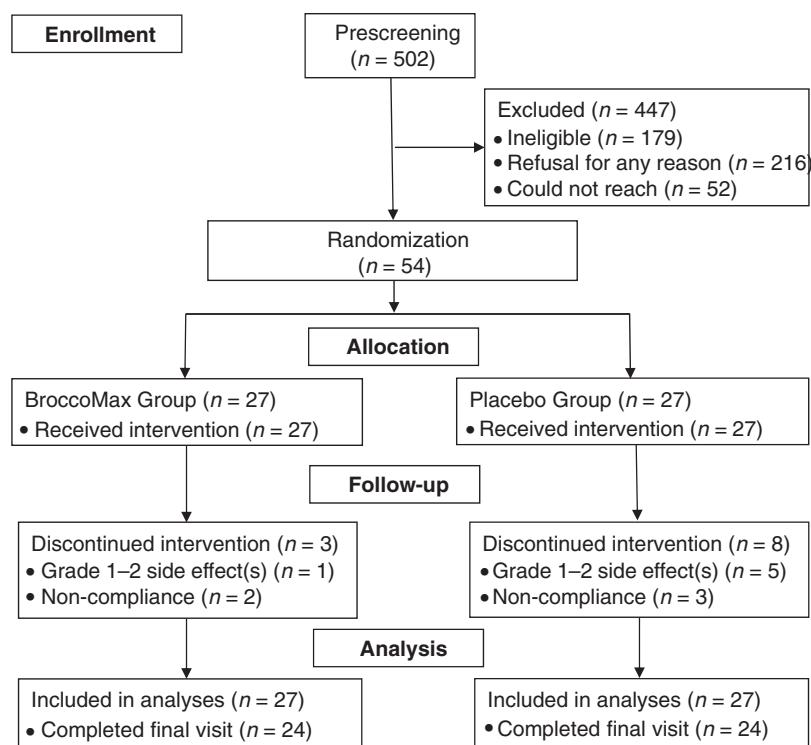 Enrollment
Prescreening
(n = 502)
Excluded (n = 447)
• Ineligible (n = 179)
• Refusal for any reason (n = 216)
• Could not reach (n = 52)
Randomization
(n = 54)
Allocation
BroccoMax Group (n = 27)
• Received intervention (n = 27)
Placebo Group (n = 27)
• Received intervention (n = 27)
Follow-up
Discontinued intervention (n = 3)
• Grade 1–2 side effect(s) (n = 1)
• Non-compliance (n = 2)
Discontinued intervention (n = 8)
• Grade 1–2 side effect(s) (n = 5)
• Non-compliance (n = 3)
Analysis
Included in analyses (n = 27)
• Completed final visit (n = 24)
Included in analyses (n = 27)
• Completed final visit (n = 24)